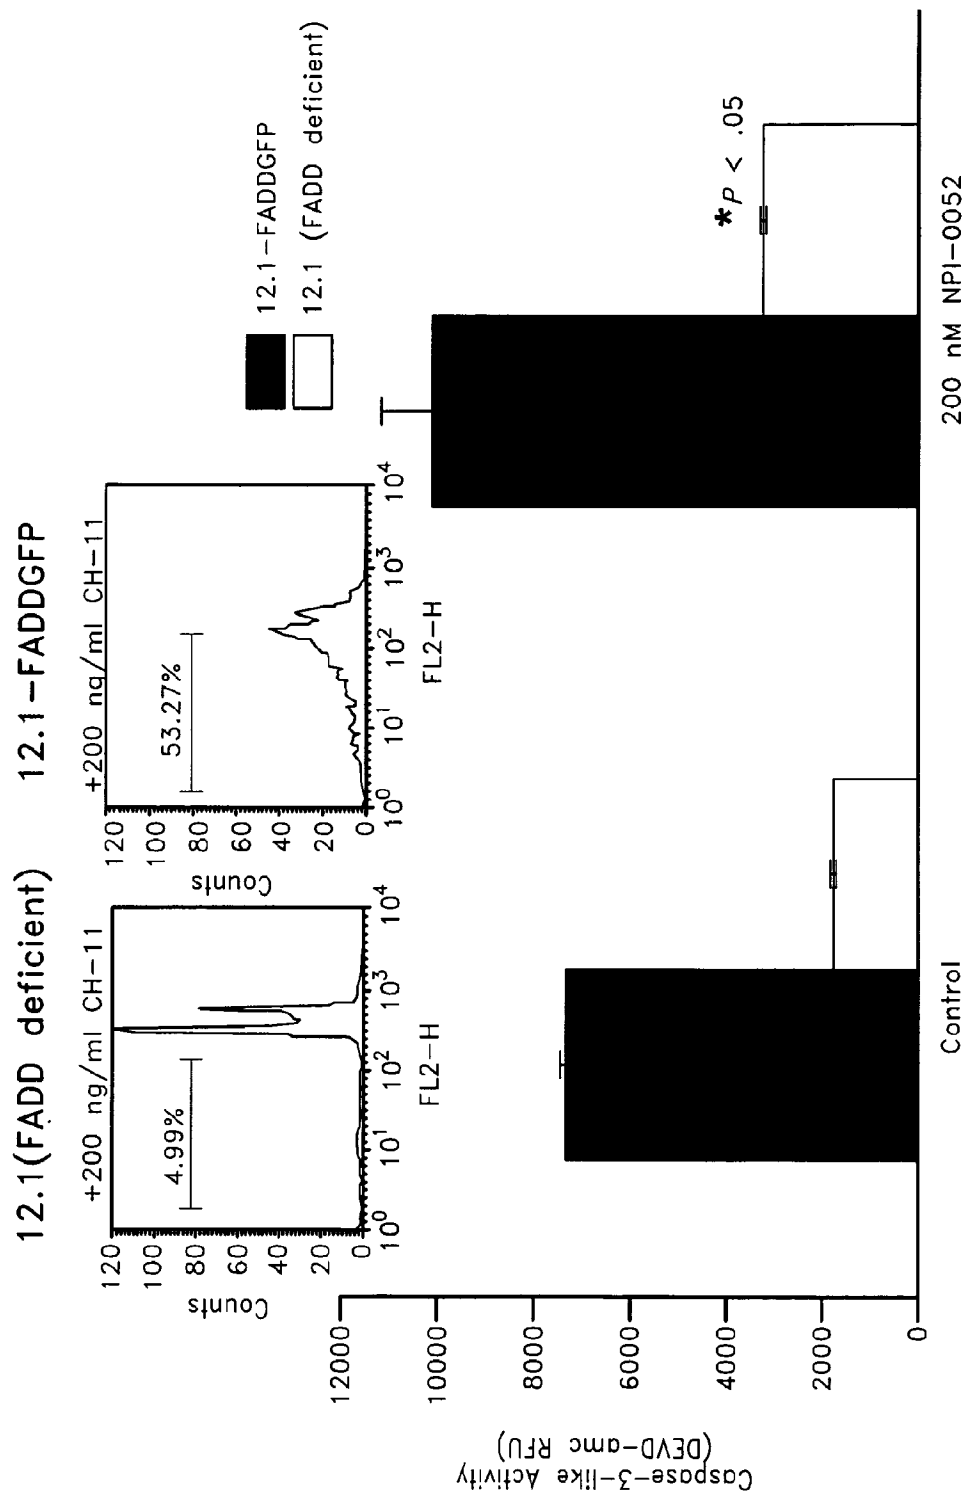 12.1(FADD deficient)
12.1-FADDGFP
+200 ng/ml CH-11
120
100
80
60
40
20
0
Counts
4.99%
10^0
10^1
10^2
10^3
10^4
FL2-H
+200 ng/ml CH-11
120
100
80
60
40
20
0
Counts
53.27%
10^0
10^1
10^2
10^3
10^4
FL2-H
12.1-FADDGFP
12.1 (FADD deficient)
Caspase-3-like Activity
(DEVD-amc RFU)
12000
10000
8000
6000
4000
2000
0
*P < .05
Control
200 nM NPI-0052